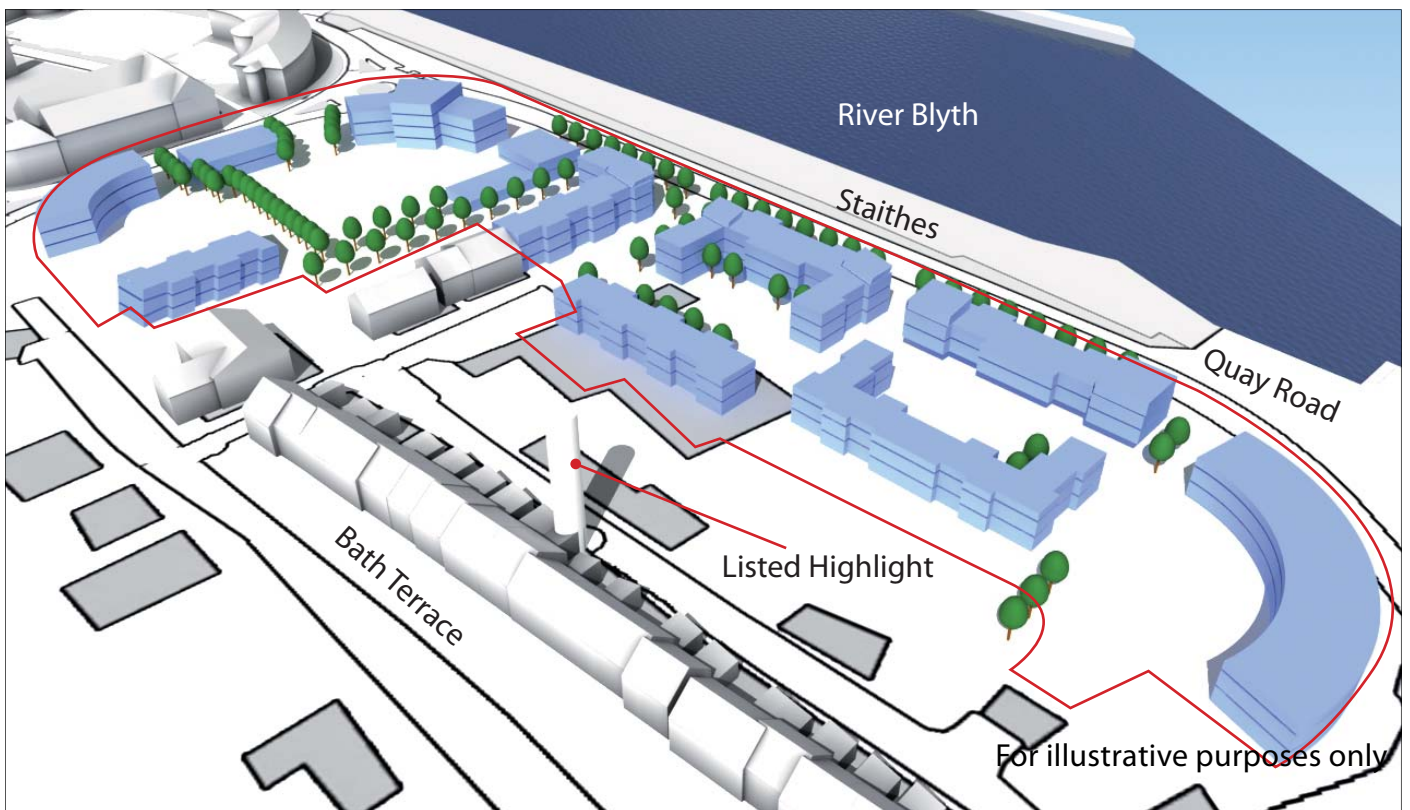 River Blyth
Staithes
Quay Road
Listed Highlight
Bath Terrace
For illustrative purposes only